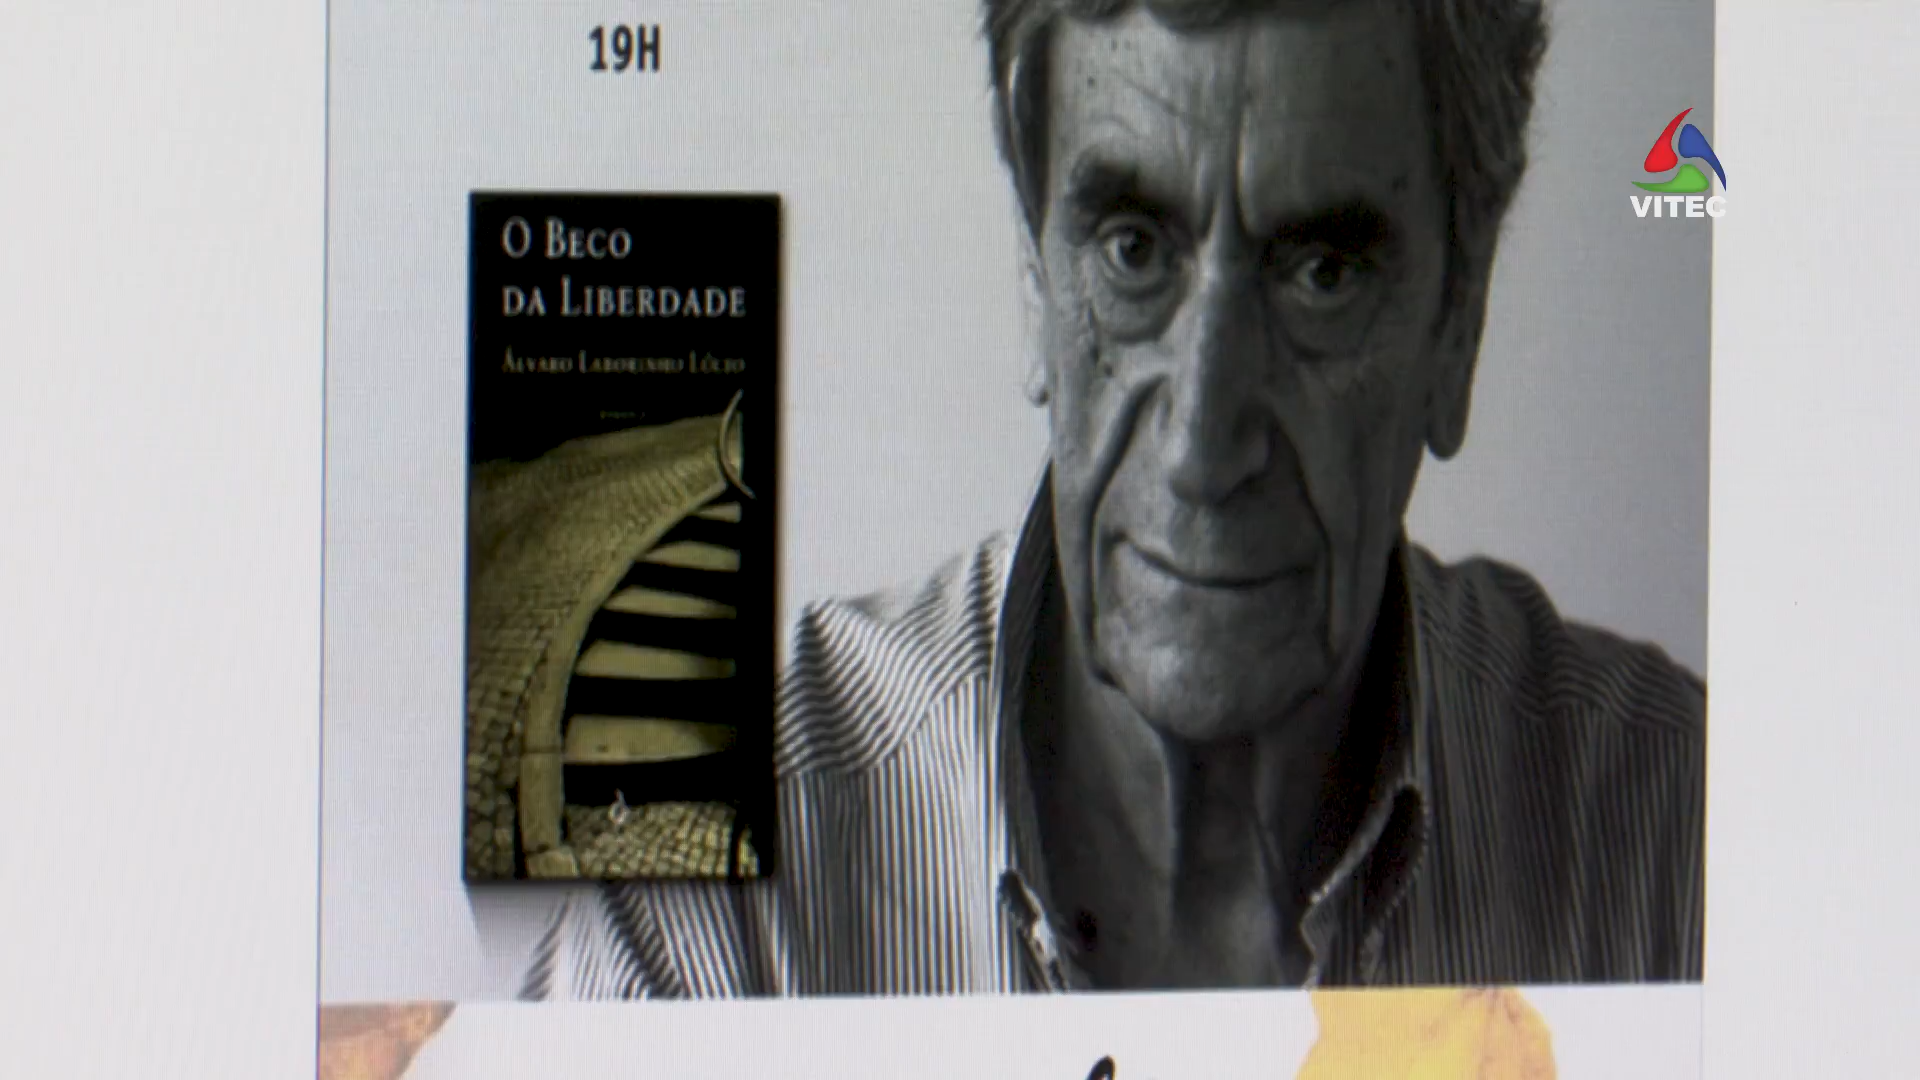 19H
VITEC
O BECO
DA LIBERDADE
ÁLVARO LABORINHO LÚCIO